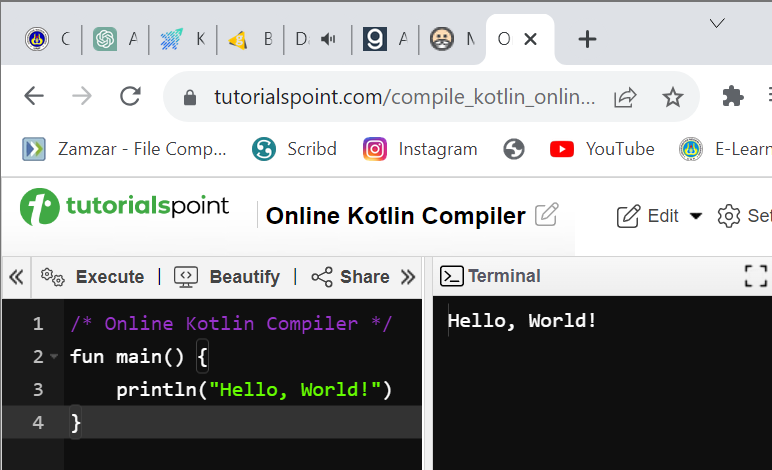 C A K B Da A N O
tutorialspoint.com/compile_kotlin_onlin...
Zamzar - File Comp... Scribd Instagram YouTube E-Learn
tutorialspoint Online Kotlin Compiler Edit Set
Execute | Beautify | Share Terminal
1 /* Online Kotlin Compiler */
2 fun main() {
3 println("Hello, World!")
4 }
Hello, World!